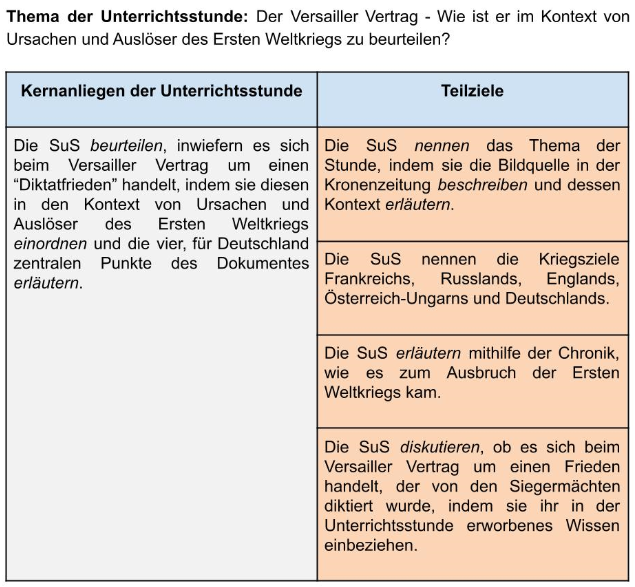 Thema der Unterrichtsstunde: Der Versailler Vertrag - Wie ist er im Kontext von
Ursachen und Auslöser des Ersten Weltkriegs zu beurteilen?
Kernanliegen der Unterrichtsstunde
Teilziele
Die SuS beurteilen, inwiefern es sich
beim Versailler Vertrag um einen
“Diktatfrieden” handelt, indem sie diesen
in den Kontext von Ursachen und
Auslöser des Ersten Weltkriegs
einordnen und die vier, für Deutschland
zentralen Punkte des Dokumentes
erläutern.
Die SuS nennen das Thema der
Stunde, indem sie die Bildquelle in der
Kronenzeitung beschreiben und dessen
Kontext erläutern.
Die SuS nennen die Kriegsziele
Frankreichs, Russlands, Englands,
Österreich-Ungarns und Deutschlands.
Die SuS erläutern mithilfe der Chronik,
wie es zum Ausbruch der Ersten
Weltkriegs kam.
Die SuS diskutieren, ob es sich beim
Versailler Vertrag um einen Frieden
handelt, der von den Siegermächten
diktiert wurde, indem sie ihr in der
Unterrichtsstunde erworbenes Wissen
einbeziehen.